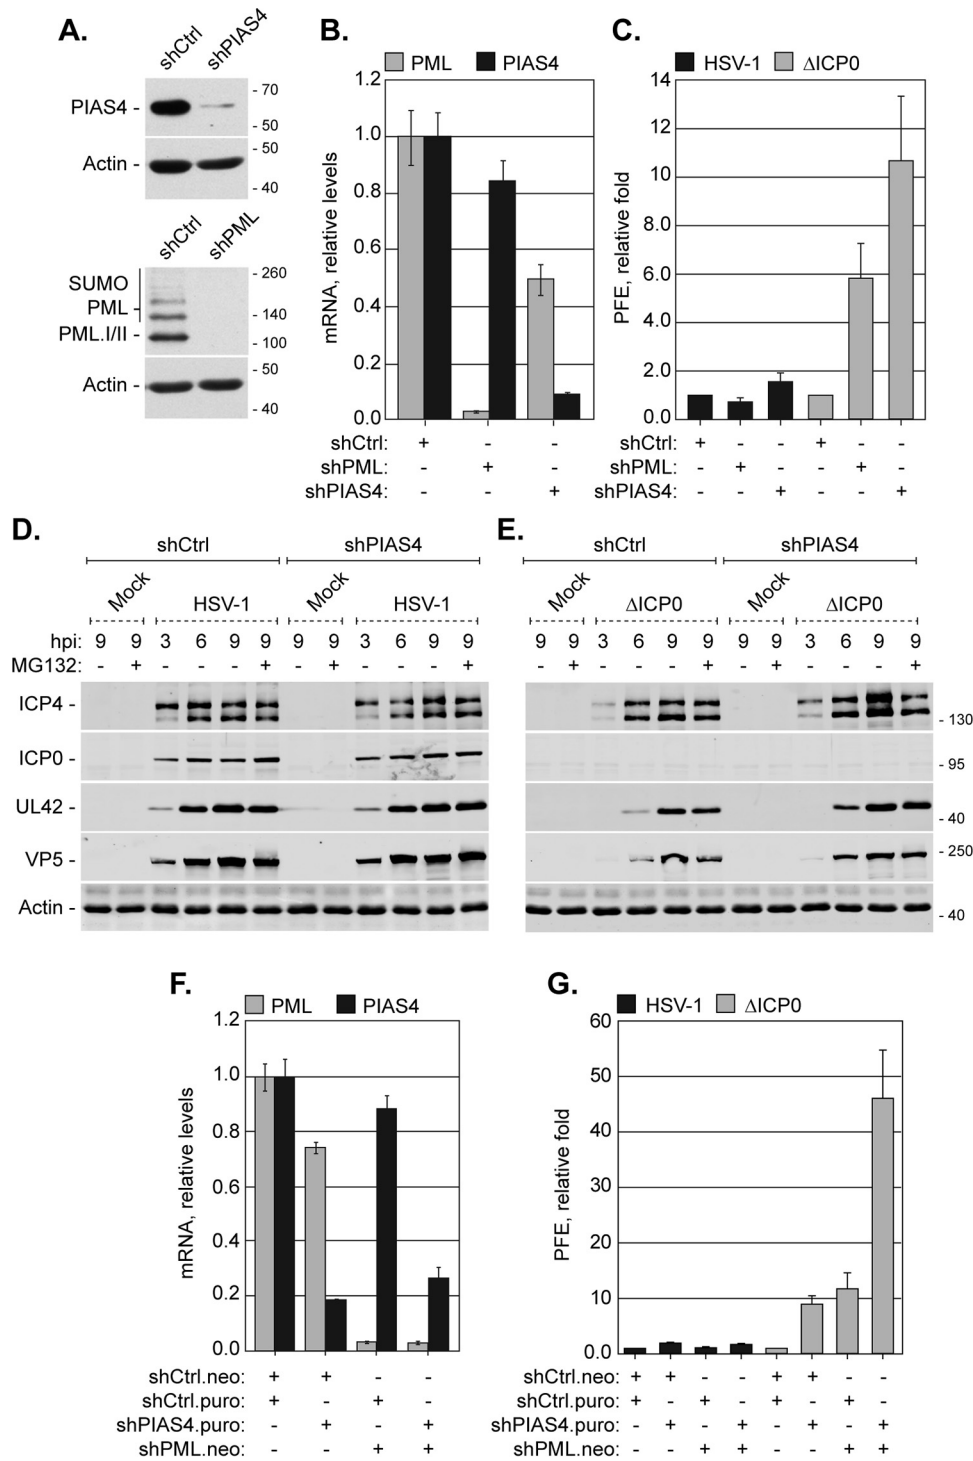 A.
shCtrl
shPIAS4
PIAS4 -
- 70
- 50
Actin -
- 50
- 40
shCtrl
shPML
SUMO
PML
PML.I/II -
- 260
- 140
- 100
Actin -
- 50
- 40
B.
PML PIAS4
mRNA, relative levels
1.2
1.0
0.8
0.6
0.4
0.2
0.0
shCtrl: + - -
shPML: - + -
shPIAS4: - - +
C.
HSV-1 ΔICP0
PFE, relative fold
14
12
10
8.0
6.0
4.0
2.0
0.0
shCtrl: + - - + - -
shPML: - + - - + -
shPIAS4: - - + - - +
D.
shCtrl shPIAS4
Mock HSV-1 Mock HSV-1
hpi: 9 9 3 6 9 9 9 9 3 6 9 9
MG132: - + - - - + - + - - - +
ICP4 -
ICP0 -
UL42 -
VP5 -
Actin -
E.
shCtrl shPIAS4
Mock ΔICP0 Mock ΔICP0
9 9 3 6 9 9 9 9 3 6 9 9
- + - - - + - + - - - +
- 130
- 95
- 40
- 250
- 40
F.
PML PIAS4
mRNA, relative levels
1.2
1.0
0.8
0.6
0.4
0.2
0.0
shCtrl.neo: + + - -
shCtrl.puro: + - + -
shPIAS4.puro: - + - +
shPML.neo: - - + +
G.
HSV-1 ΔICP0
PFE, relative fold
60
50
40
30
20
10
0.0
shCtrl.neo: + + - - + + - -
shCtrl.puro: + - + - + - + -
shPIAS4.puro: - + - + - + - +
shPML.neo: - - + + - - + +